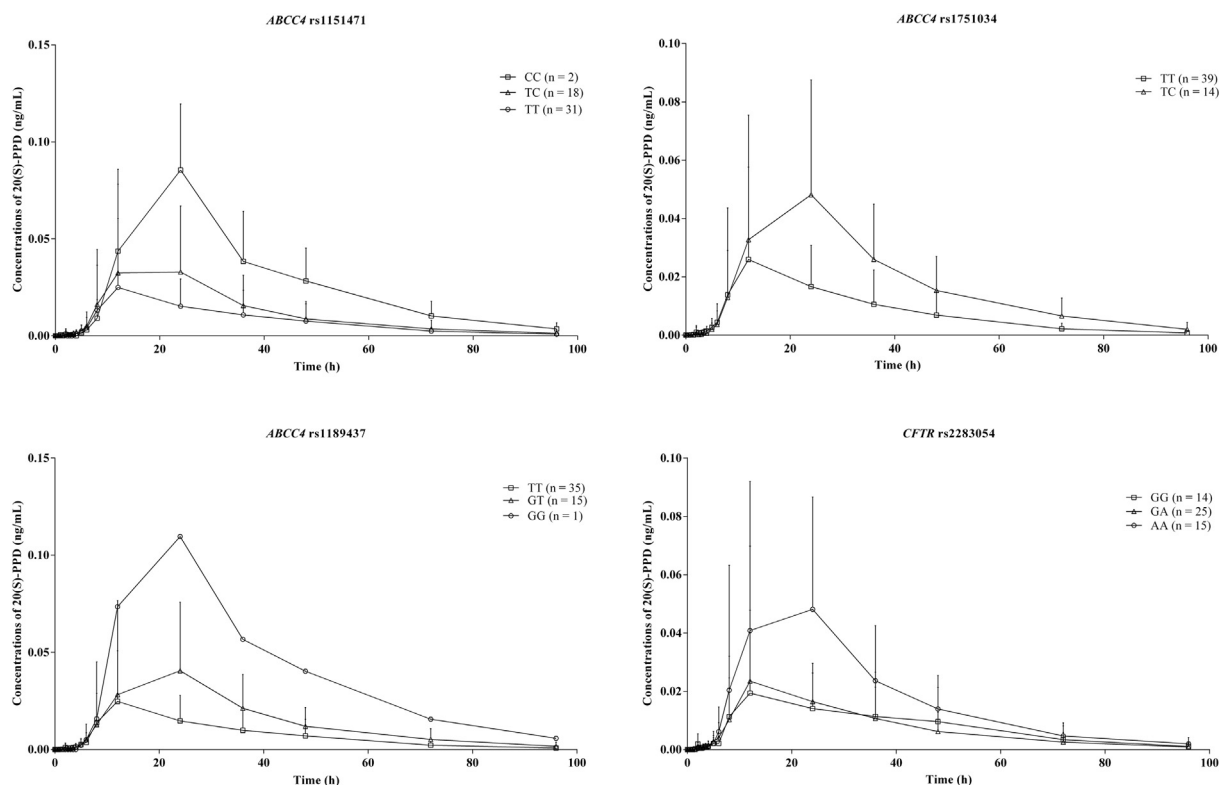 ABCC4 rs1151471
Concentrations of 20(S)-PPD (ng/mL)
0.15
0.10
0.05
0.00
0 20 40 60 80 100
Time (h)
CC (n = 2)
TC (n = 18)
TT (n = 31)
ABCC4 rs1751034
Concentrations of 20(S)-PPD (ng/mL)
0.10
0.08
0.06
0.04
0.02
0.00
0 20 40 60 80 100
Time (h)
TT (n = 39)
TC (n = 14)
ABCC4 rs1189437
Concentrations of 20(S)-PPD (ng/mL)
0.15
0.10
0.05
0.00
0 20 40 60 80 100
Time (h)
TT (n = 35)
GT (n = 15)
GG (n = 1)
CFTR rs2283054
Concentrations of 20(S)-PPD (ng/mL)
0.10
0.08
0.06
0.04
0.02
0.00
0 20 40 60 80 100
Time (h)
GG (n = 14)
GA (n = 25)
AA (n = 15)